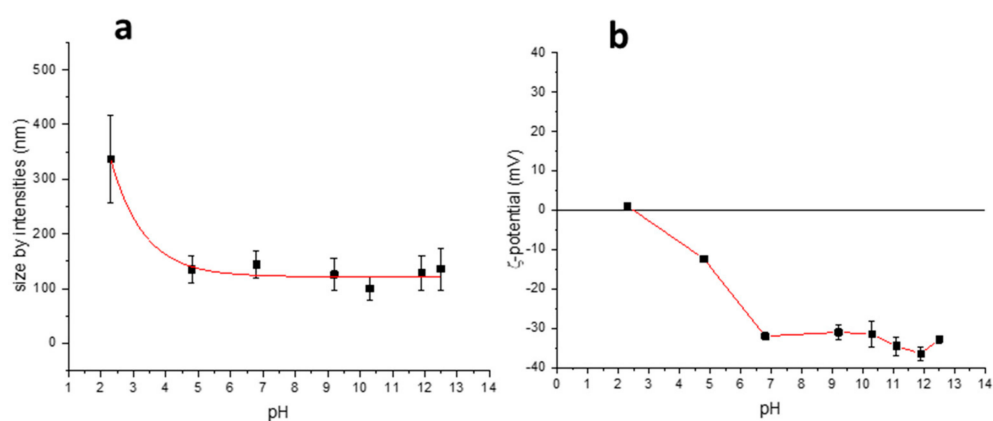 a
500
400
300
200
100
0
size by intensities (nm)
1 2 3 4 5 6 7 8 9 10 11 12 13 14
pH
b
40
30
20
10
0
-10
-20
-30
-40
ζ-potential (mV)
0 1 2 3 4 5 6 7 8 9 10 11 12 13 14
pH